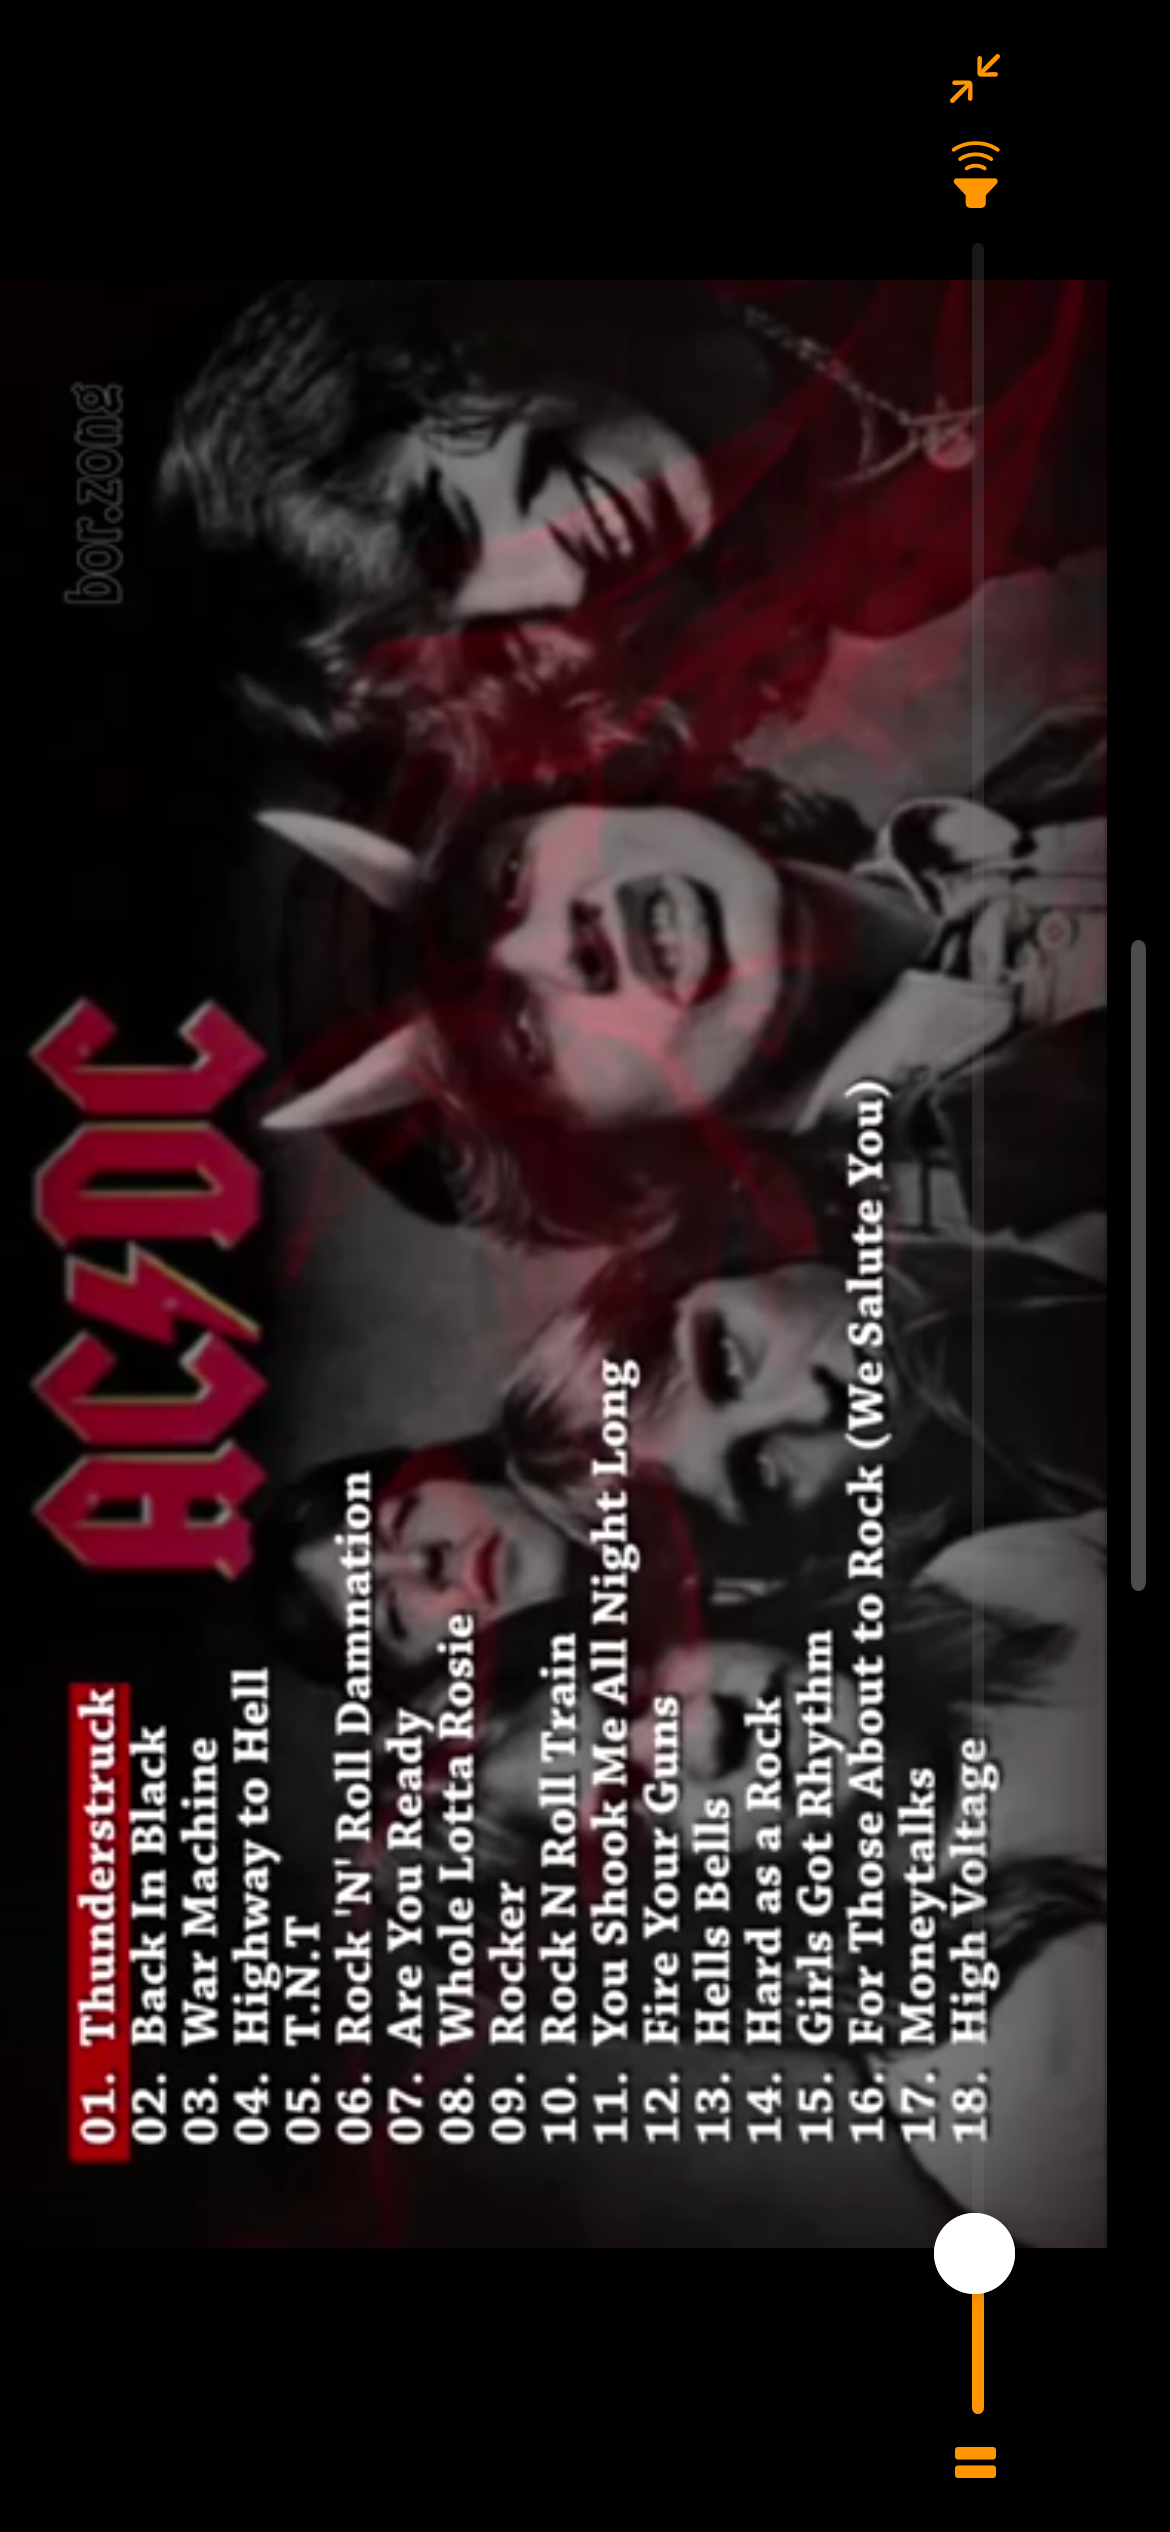 AC DC
bor.zong
01. Thunderstruck
02. Back In Black
03. War Machine
04. Highway to Hell
05. T.N.T
06. Rock 'N' Roll Damnation
07. Are You Ready
08. Whole Lotta Rosie
09. Rocker
10. Rock N Roll Train
11. You Shook Me All Night Long
12. Fire Your Guns
13. Hells Bells
14. Hard as a Rock
15. Girls Got Rhythm
16. For Those About to Rock (We Salute You)
17. Moneytalks
18. High Voltage